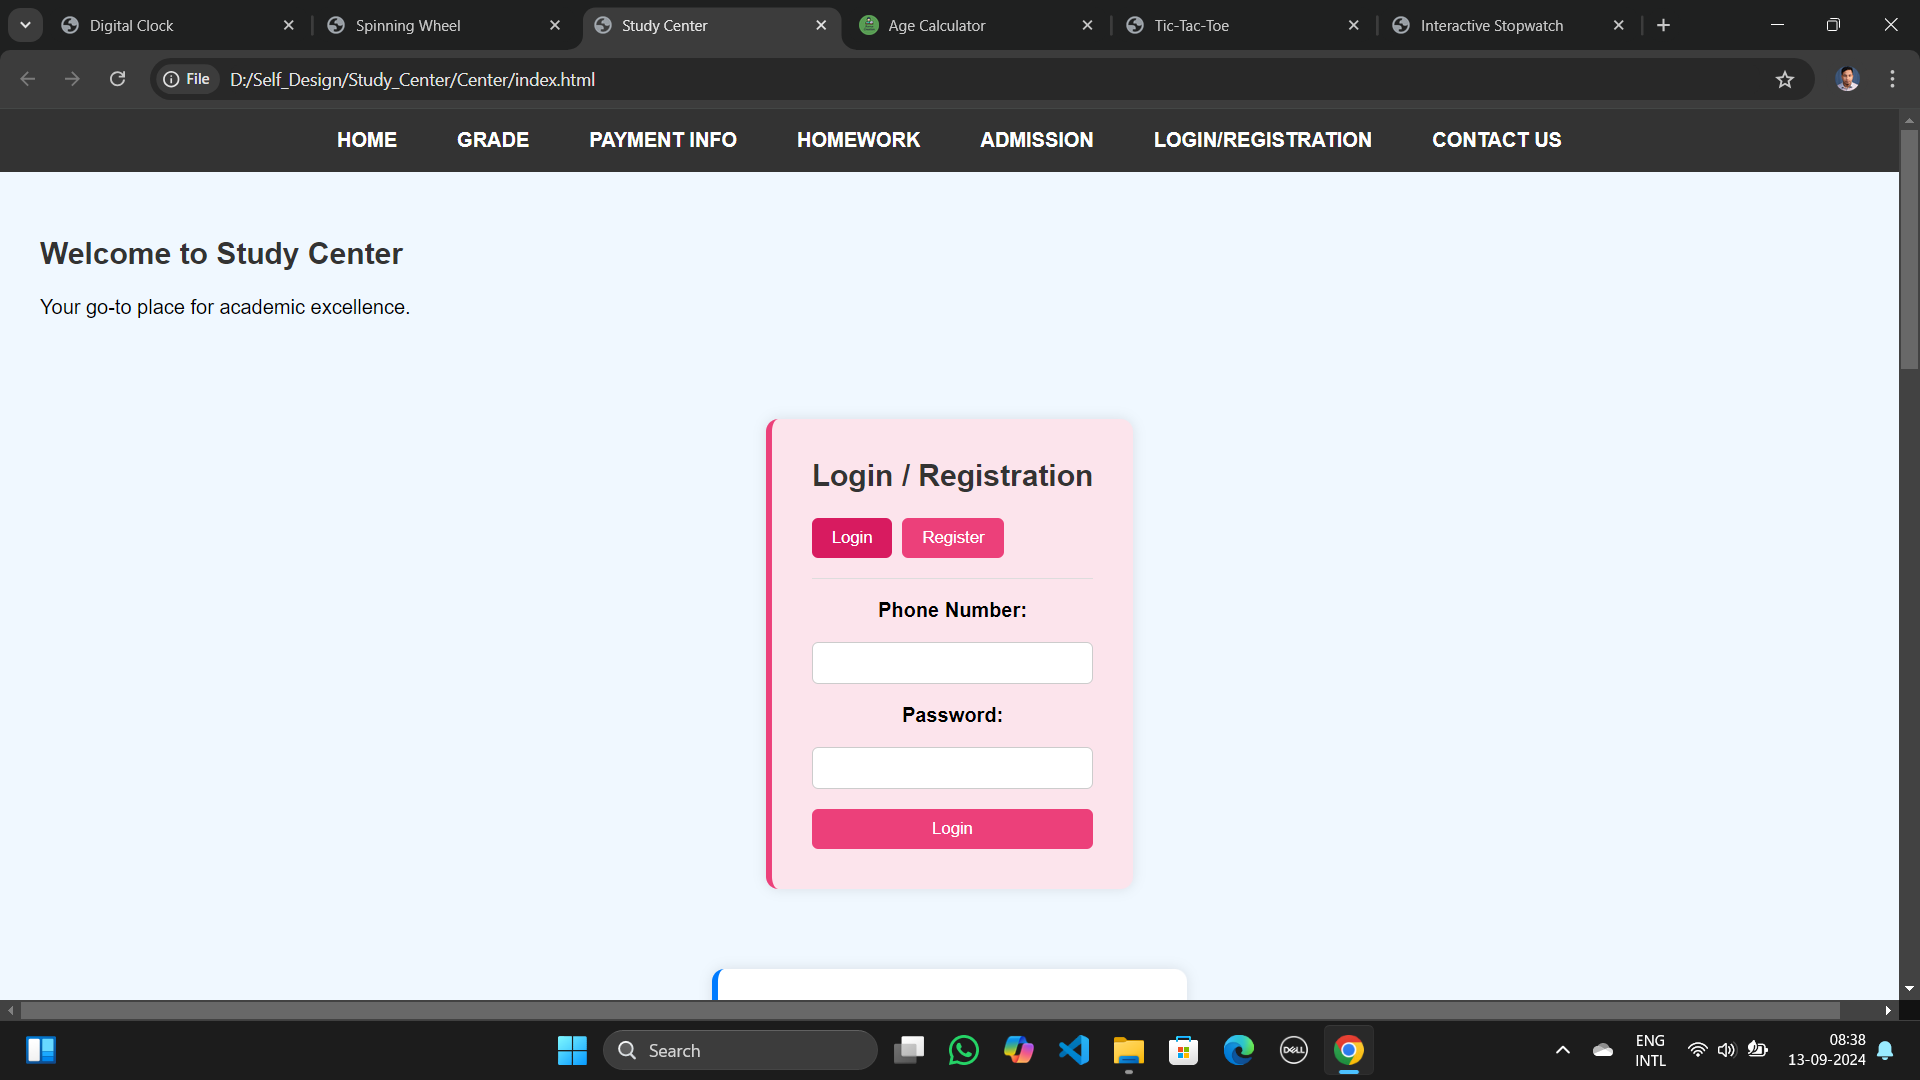 Digital Clock
Spinning Wheel
Study Center
Age Calculator
Tic-Tac-Toe
Interactive Stopwatch
File
D:/Self_Design/Study_Center/Center/index.html
HOME
GRADE
PAYMENT INFO
HOMEWORK
ADMISSION
LOGIN/REGISTRATION
CONTACT US
Welcome to Study Center
Your go-to place for academic excellence.
Login / Registration
Login
Register
Phone Number:
Password:
Login
Search
DELL
ENG
INTL
08:38
13-09-2024